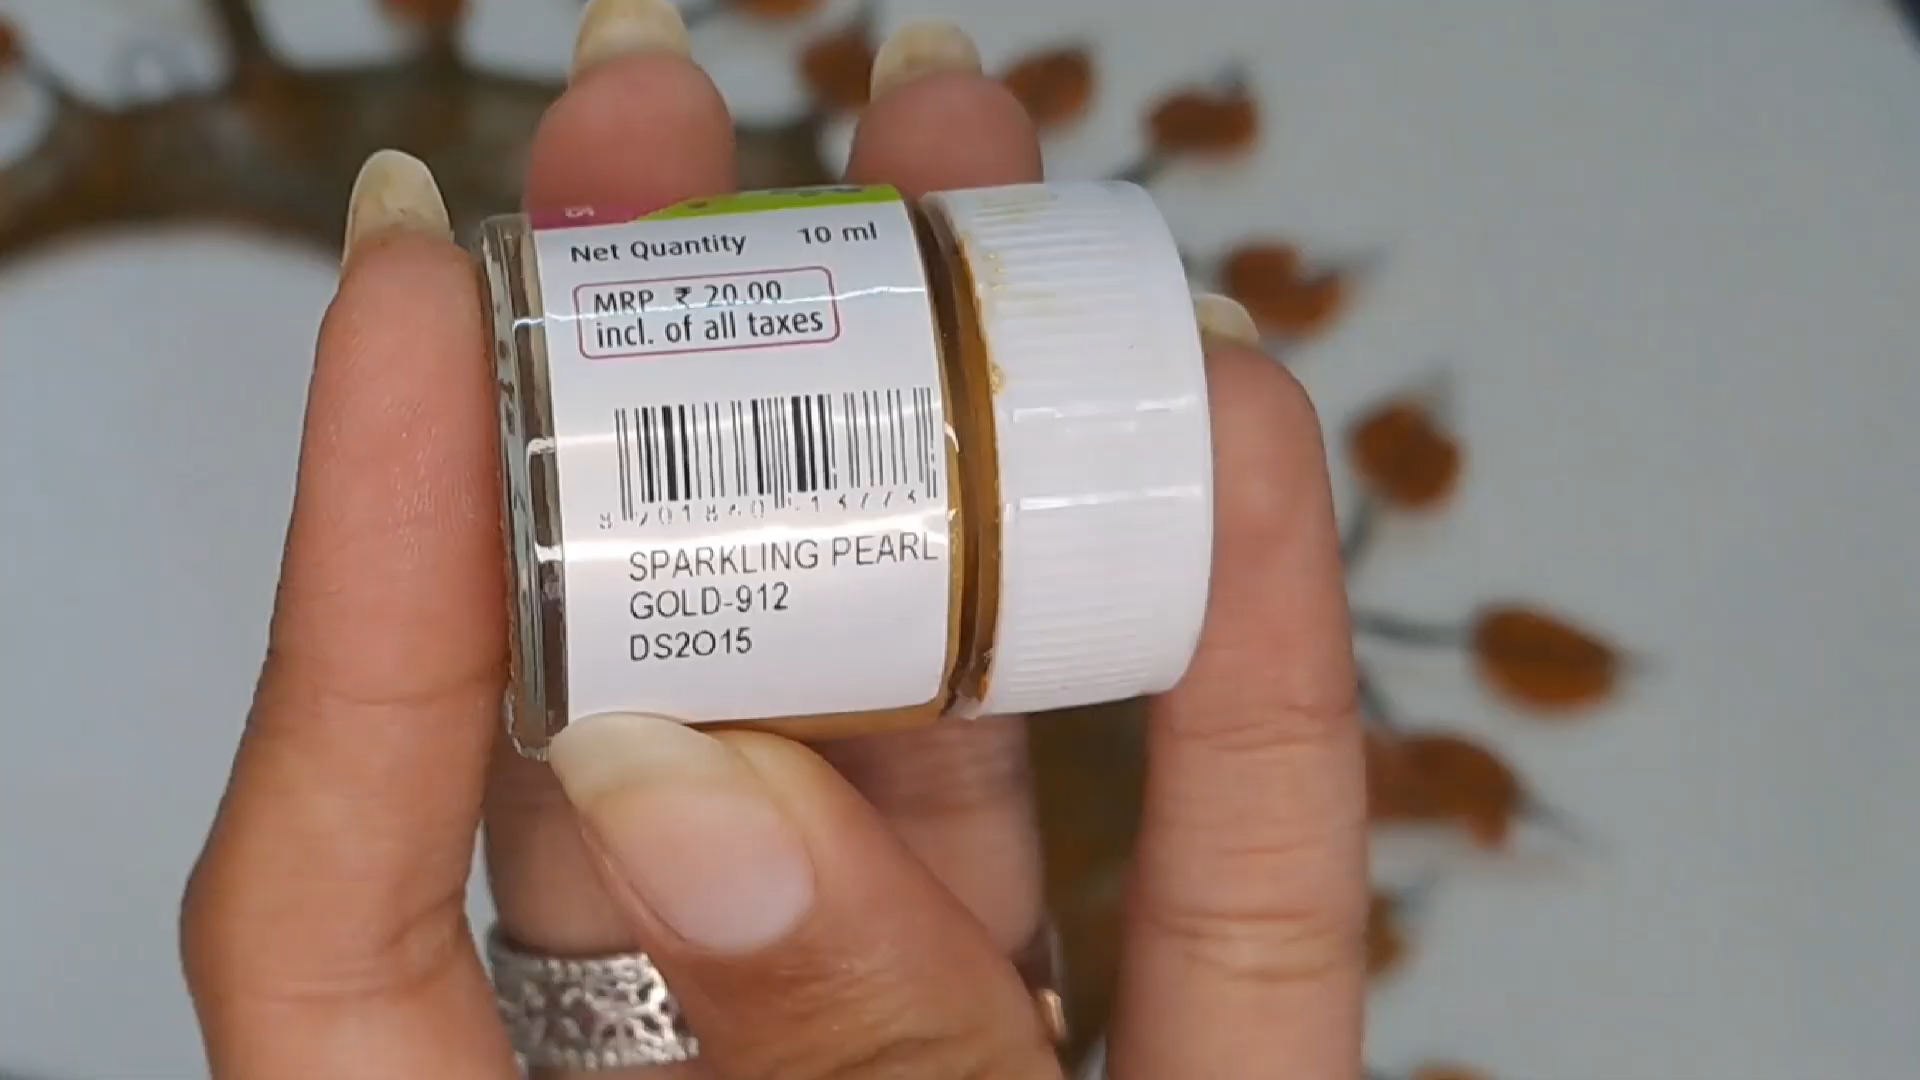 Net Quantity 10 ml
MRP ₹ 20.00
incl. of all taxes
SPARKLING PEARL
GOLD-912
DS2O15